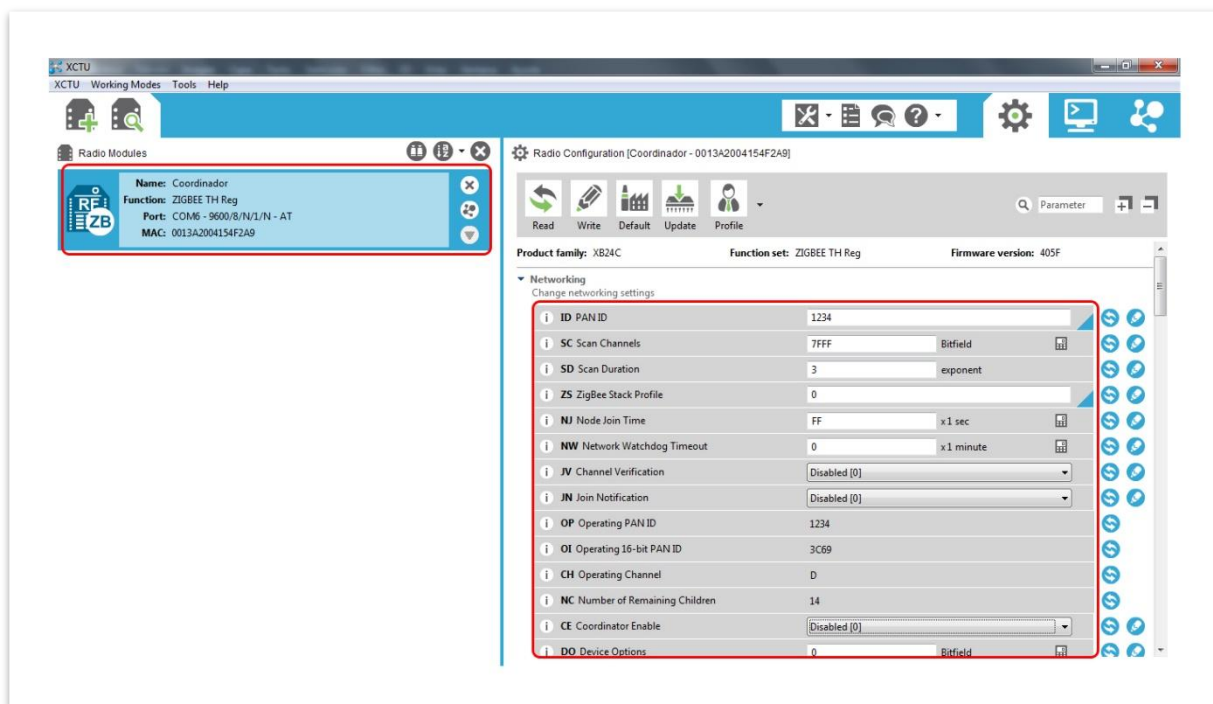 XCTU
XCTU Working Modes Tools Help
Radio Modules
Name: Coordinador
Function: ZIGBEE TH Reg
Port: COM6 - 9600/8/N/1/N - AT
MAC: 0013A2004154F2A9
RF
ZB
Radio Configuration [Coordinador - 0013A2004154F2A9]
Read Write Default Update Profile
Parameter
Product family: XB24C Function set: ZIGBEE TH Reg Firmware version: 405F
Networking
Change networking settings
i ID PAN ID 1234
i SC Scan Channels 7FFF Bitfield
i SD Scan Duration 3 exponent
i ZS ZigBee Stack Profile 0
i NJ Node Join Time FF x 1 sec
i NW Network Watchdog Timeout 0 x 1 minute
i JV Channel Verification Disabled [0]
i JN Join Notification Disabled [0]
i OP Operating PAN ID 1234
i OI Operating 16-bit PAN ID 3C69
i CH Operating Channel D
i NC Number of Remaining Children 14
i CE Coordinator Enable Disabled [0]
i DO Device Options 0 Bitfield